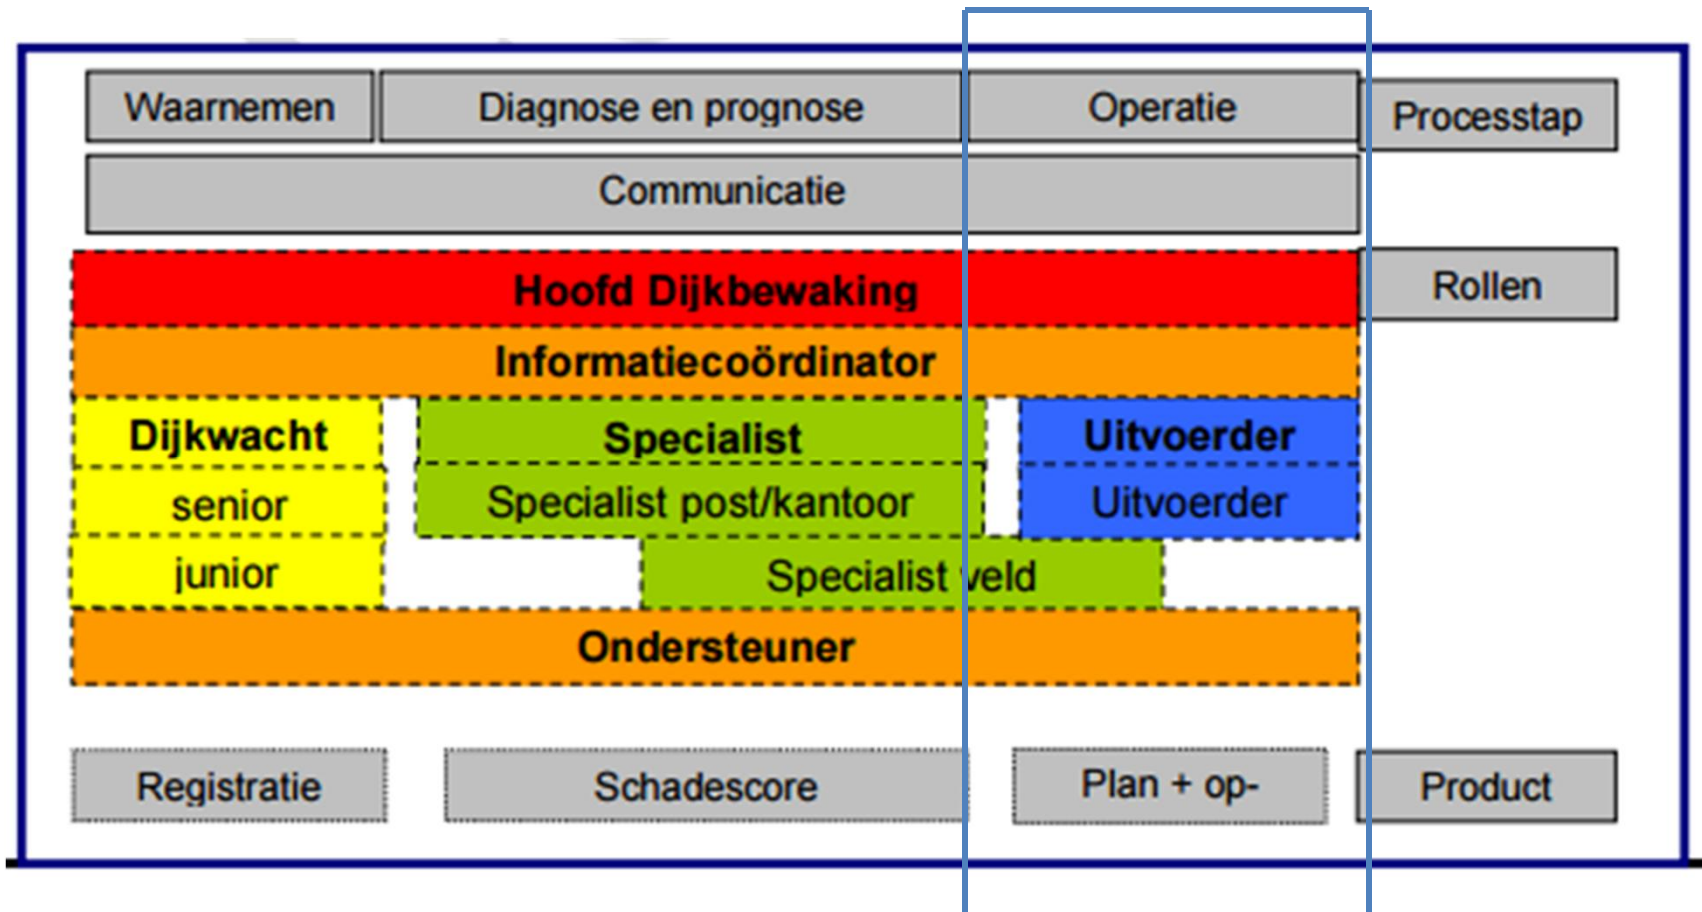 Waarnemen
Diagnose en prognose
Operatie
Processtap
Communicatie
Hoofd Dijkbewaking
Rollen
Informatiecoördinator
Dijkwacht
Specialist
Uitvoerder
senior
Specialist post/kantoor
Uitvoerder
junior
Specialist veld
Ondersteuner
Registratie
Schadescore
Plan + op-
Product